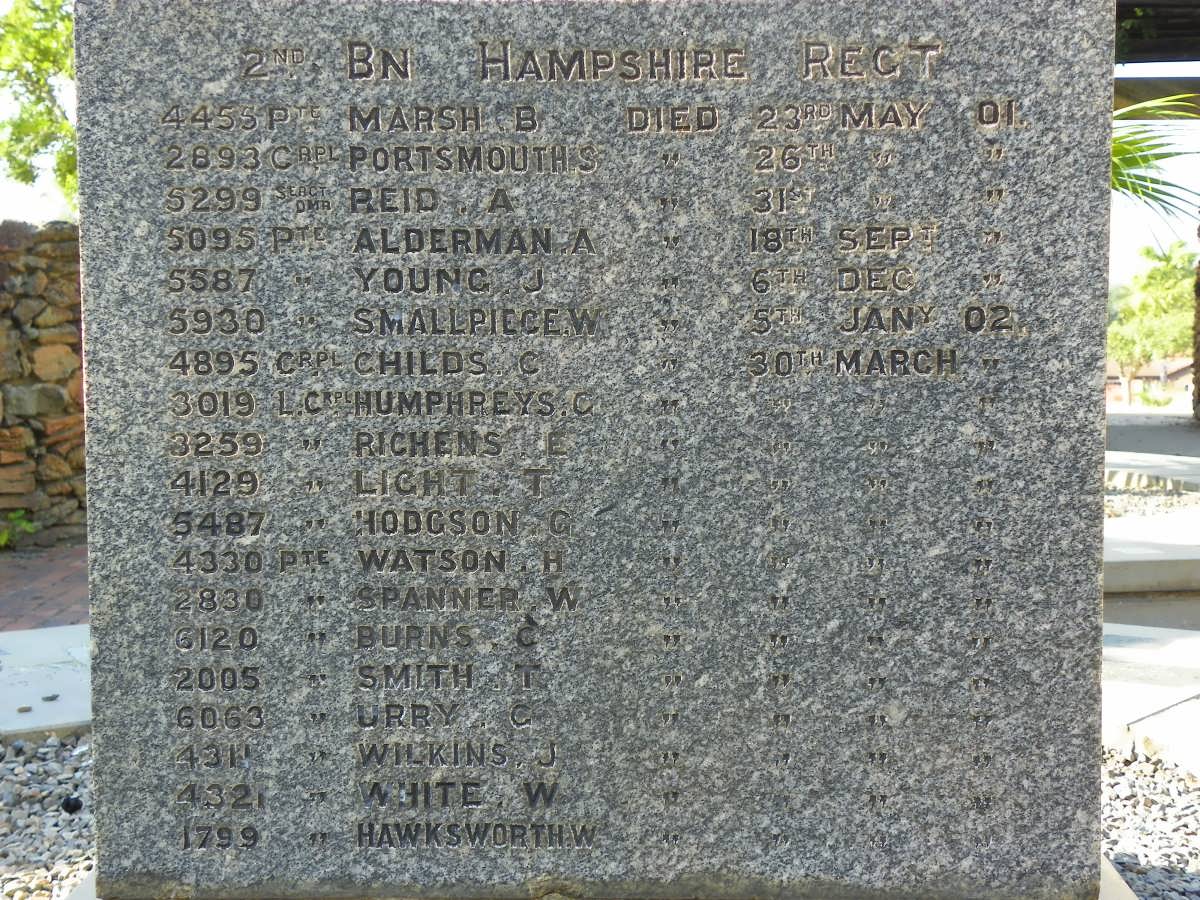 2ND. BN HAMPSHIRE REGT
4455 PTE MARSH . B DIED 23RD MAY 01.
2893 CRPL PORTSMOUTH.S " 26TH " "
5299 SERGT. DMR REID . A " 31ST " "
5095 PTE ALDERMAN . A " 18TH SEPT "
5587 " YOUNG . J " 6TH DEC "
5930 " SMALLPIECE.W " 5TH JANY 02.
4895 CRPL CHILDS . C " 30TH MARCH "
3019 L.CRPL HUMPHREYS.C " " " "
3259 " RICHENS . E " " " "
4129 " LIGHT . T " " " "
5487 " HODGSON . G " " " "
4330 PTE WATSON . H " " " "
2830 " SPANNER . W " " " "
6120 " BURNS . C " " " "
2005 " SMITH . T " " " "
6063 " URRY . G " " " "
4311 " WILKINS . J " " " "
4321 " WHITE . W " " " "
1799 " HAWKSWORTH.W " " " "